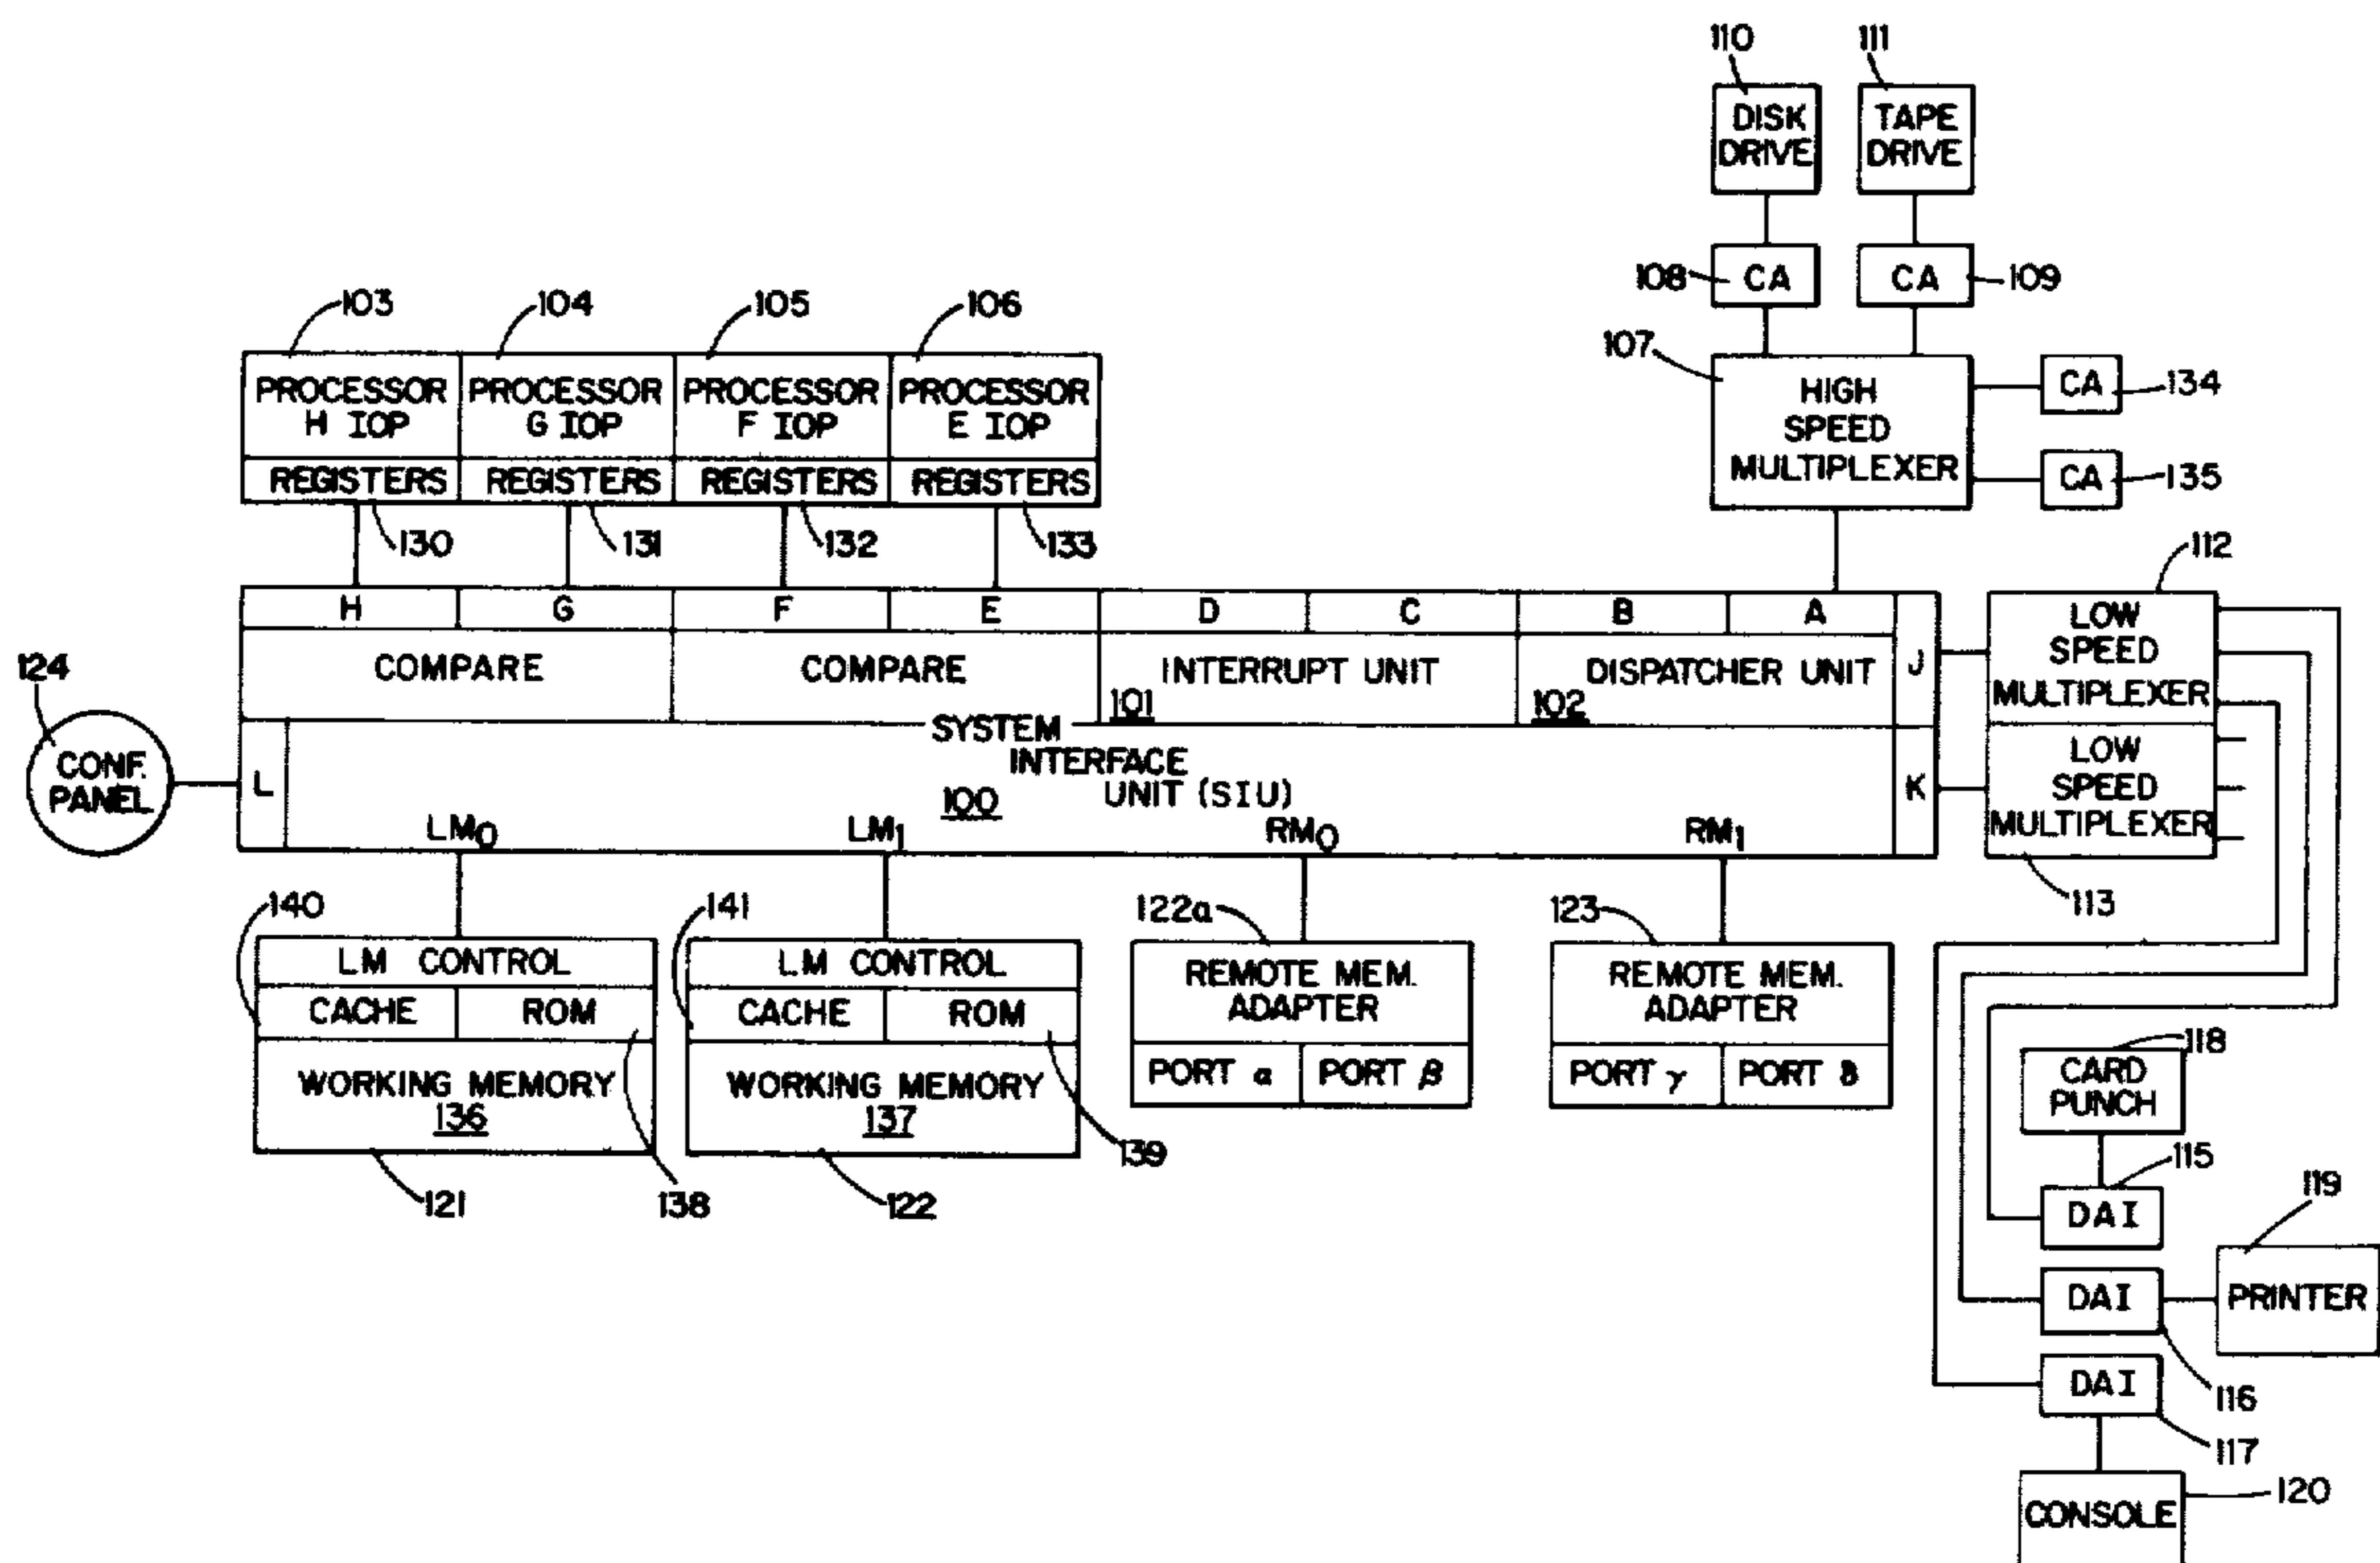 110
111
DISK
DRIVE
TAPE
DRIVE
108
CA
CA
109
103
104
105
106
107
PROCESSOR
H IOP
PROCESSOR
G IOP
PROCESSOR
F IOP
PROCESSOR
E IOP
HIGH
SPEED
MULTIPLEXER
CA
134
CA
135
REGISTERS
REGISTERS
REGISTERS
REGISTERS
130
131
132
133
112
H
G
F
E
D
C
B
A
J
COMPARE
COMPARE
INTERRUPT UNIT
101
DISPATCHER UNIT
102
LOW
SPEED
MULTIPLEXER
124
CONF.
PANEL
L
SYSTEM
INTERFACE
UNIT (SIU)
100
K
LOW
SPEED
MULTIPLEXER
113
LM0
LM1
RM0
RM1
140
141
122a
123
LM CONTROL
CACHE
ROM
WORKING MEMORY
136
LM CONTROL
CACHE
ROM
WORKING MEMORY
137
REMOTE MEM.
ADAPTER
PORT α
PORT β
REMOTE MEM.
ADAPTER
PORT γ
PORT δ
121
138
122
139
118
CARD
PUNCH
115
DAI
119
DAI
PRINTER
116
DAI
117
CONSOLE
120